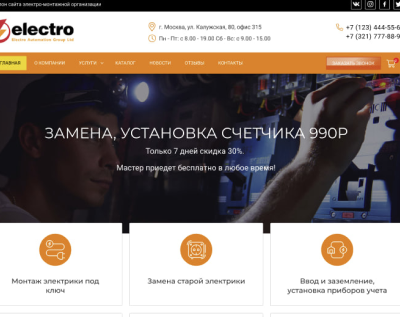 лон сайта электро-монтажной организации
electro
Electro Automotiove Group Ltd
г. Москва, ул. Калужская, 80, офис 315
Пн - Пт: с 8.00 - 19.00 Сб - Вс: с 9.00 - 15.00
+7 (123) 444-55-6
+7 (321) 777-88-9
ГЛАВНАЯ О КОМПАНИИ УСЛУГИ КАТАЛОГ НОВОСТИ ОТЗЫВЫ КОНТАКТЫ ЗАКАЗАТЬ ЗВОНОК 0
ЗАМЕНА, УСТАНОВКА СЧЕТЧИКА 990Р
Только 7 дней скидка 30%.
Мастер приедет бесплатно в любое время!
Монтаж электрики под ключ
Замена старой электрики
Ввод и заземление, установка приборов учета